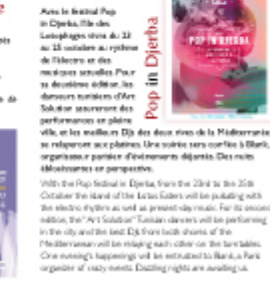 Avec le festival Pop
in Djerba, l'île des
Lotophages vivra du 23
au 25 octobre au rythme
de l'électro et des
musiques actuelles. Pour
sa deuxième édition, les
danseurs tunisiens d'Art
Solution assureront des
performances en pleine
ville, et les meilleurs Djs des deux rives de la Méditerranée
se relayeront aux platines. Une soirée sera confiée à Blank,
organisateur parisien d'événements déjantés. Des nuits
éblouissantes en perspective.
Pop in Djerba
POP IN DJERBA
With the Pop festival in Djerba, from the 23rd to the 25th
October the island of the Lotus Eaters will be pulsating with
the electro rhythm as well as present-day music. For its second
edition, the "Art Solution" Tunisian dancers will be performing
in the city and the best DJs from both shores of the
Mediterranean will be relaying each other on the turntables.
One evening's happenings will be entrusted to Blank, a Paris
organizer of crazy events. Dazzling nights are awaiting us.